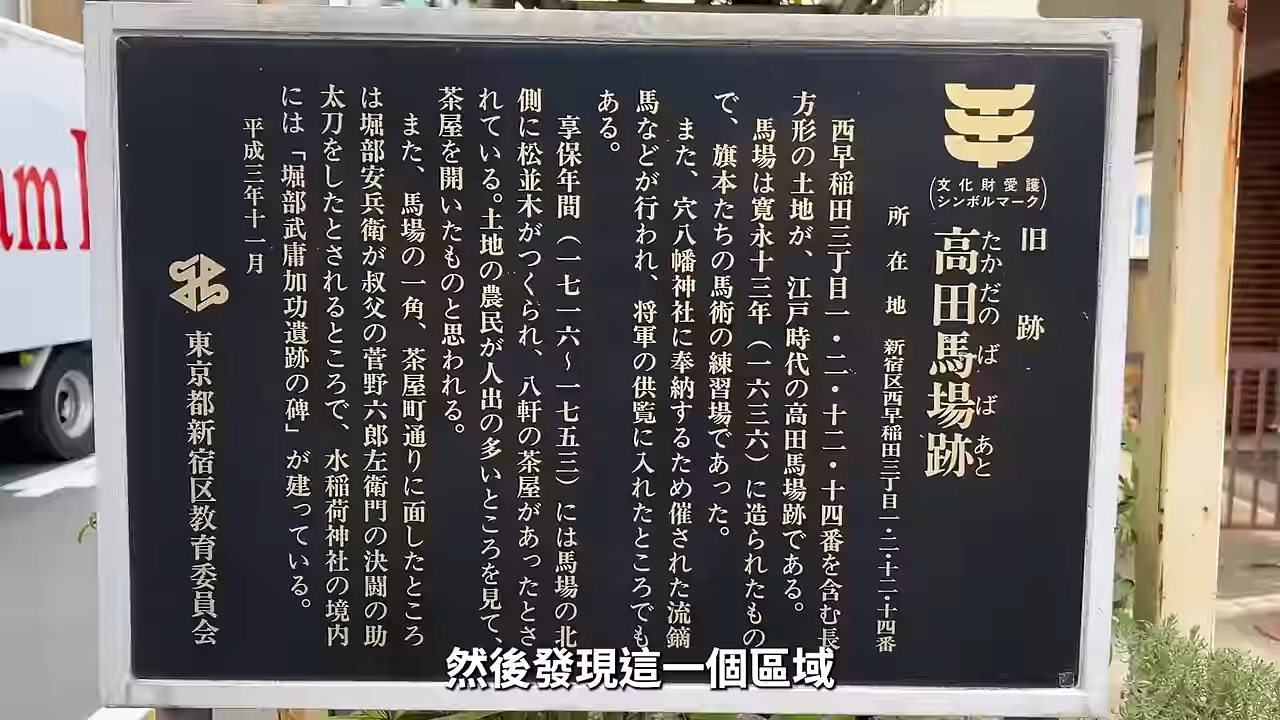 (文化財愛護
シンボルマーク)
旧跡
たかだのばばあと
高田馬場跡
所在地 新宿区西早稲田三丁目一・二・十二・十四番
西早稲田三丁目一・二・十二・十四番を含む長
方形の土地が、江戸時代の高田馬場跡である。
馬場は寛永十三年(一六三六)に造られたもの
で、旗本たちの馬術の練習場であった。
また、穴八幡神社に奉納するため催された流鏑
馬などが行われ、将軍の供覧に入れたところでも
ある。
享保年間(一七一六〜一七五三)には馬場の北
側に松並木がつくられ、八軒の茶屋があったとさ
れている。土地の農民が人出の多いところを見て、
茶屋を開いたものと思われる。
また、馬場の一角、茶屋町通りに面したところ
は堀部安兵衛が叔父の菅野六郎左衛門の決闘の助
太刀をしたとされるところで、水稲荷神社の境内
には「堀部武庸加功遺跡の碑」が建っている。
平成三年十一月
東京都新宿区教育委員会
am
然後發現這一個區域